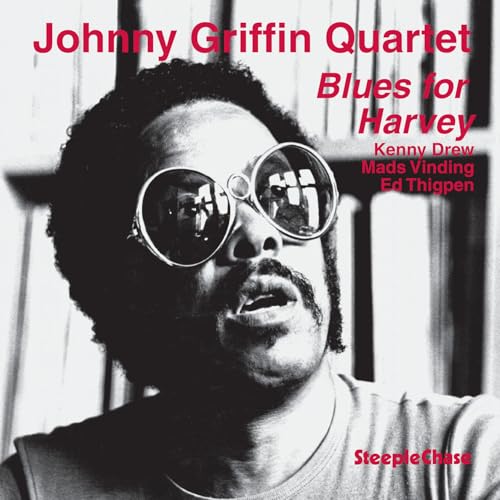 Johnny Griffin Quartet
Blues for
Harvey
Kenny Drew
Mads Vinding
Ed Thigpen
SteepleChase